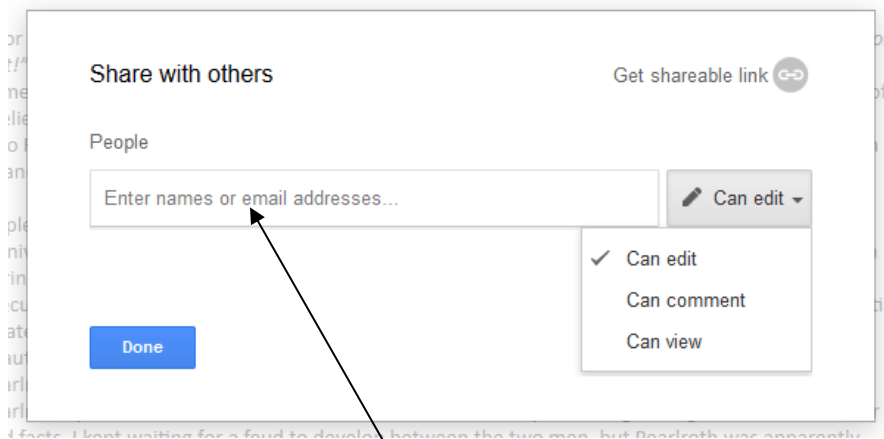 Share with others
Get shareable link
People
Enter names or email addresses...
Can edit
Can edit
Can comment
Can view
Done
facts. I kept waiting for a feud to develop between the two men, but Pearlroth was apparently